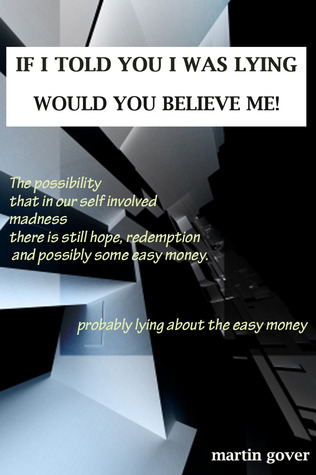 IF I TOLD YOU I WAS LYING
WOULD YOU BELIEVE ME!
The possibility
that in our self involved
madness
there is still hope, redemption
and possibly some easy money.
probably lying about the easy money
martin gover